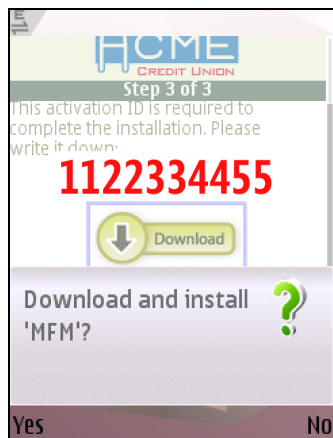 ACME
CREDIT UNION
Step 3 of 3
This activation ID is required to
complete the installation. Please
write it down:
1122334455
Download
Download and install
'MFM'?
Yes
No